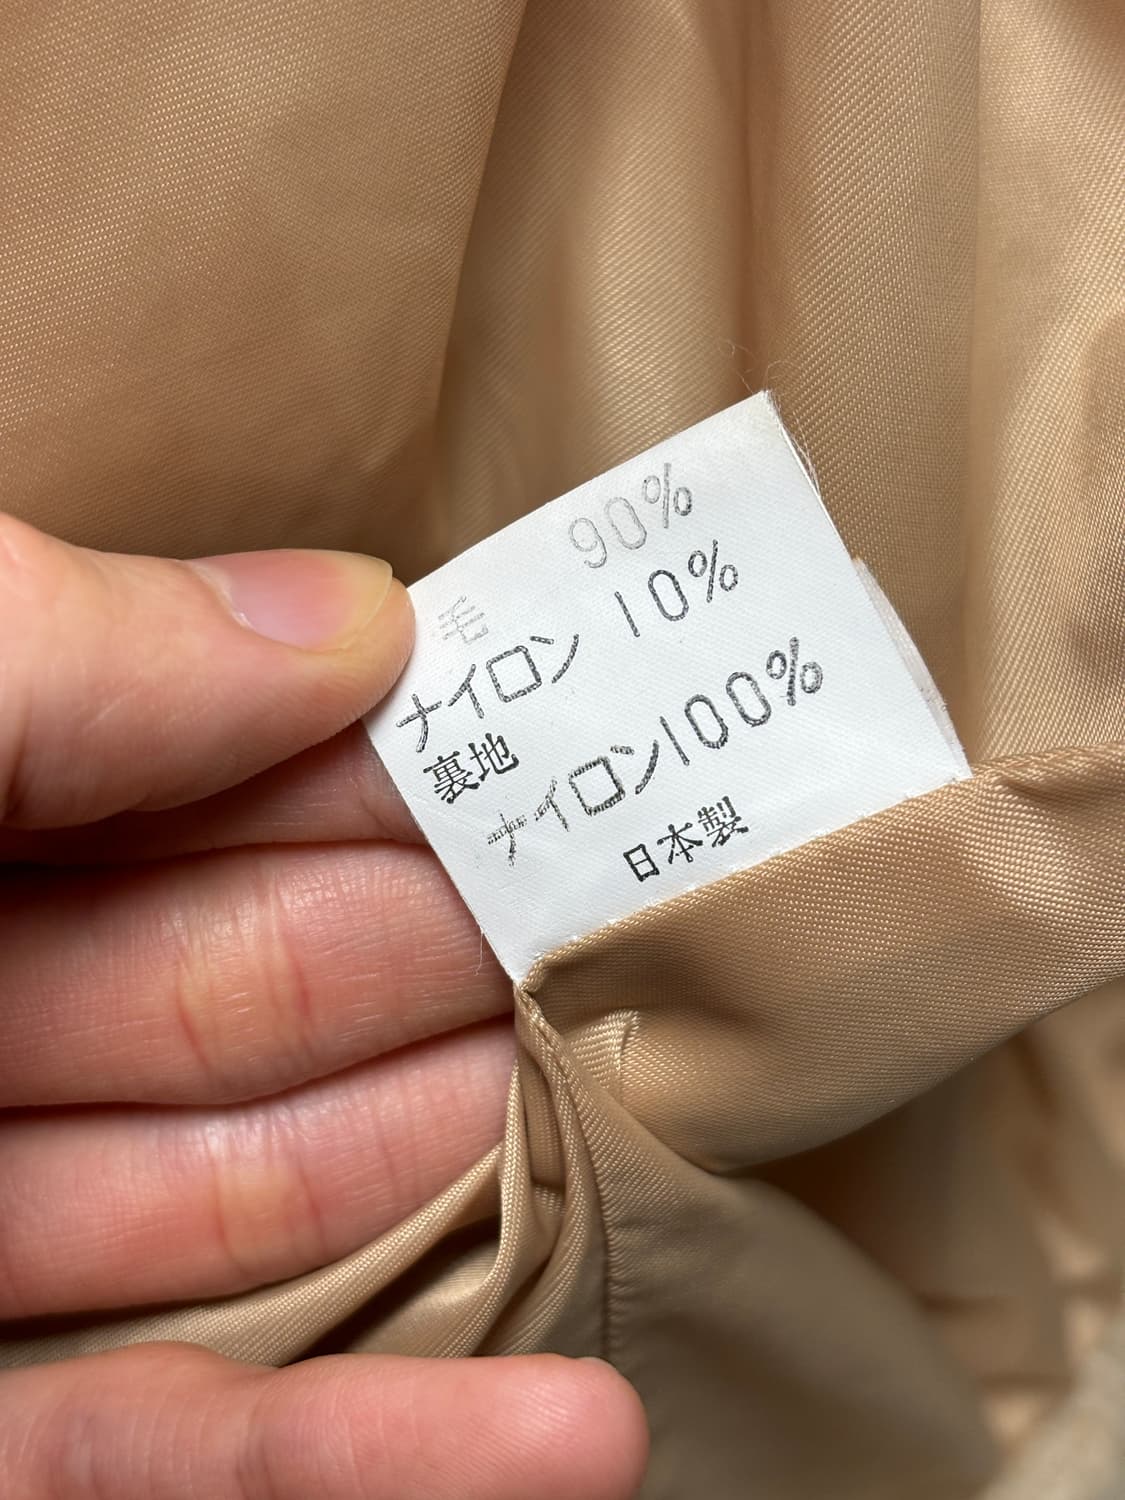 毛 90%
ナイロン 10%
裏地
ナイロン100%
日本製